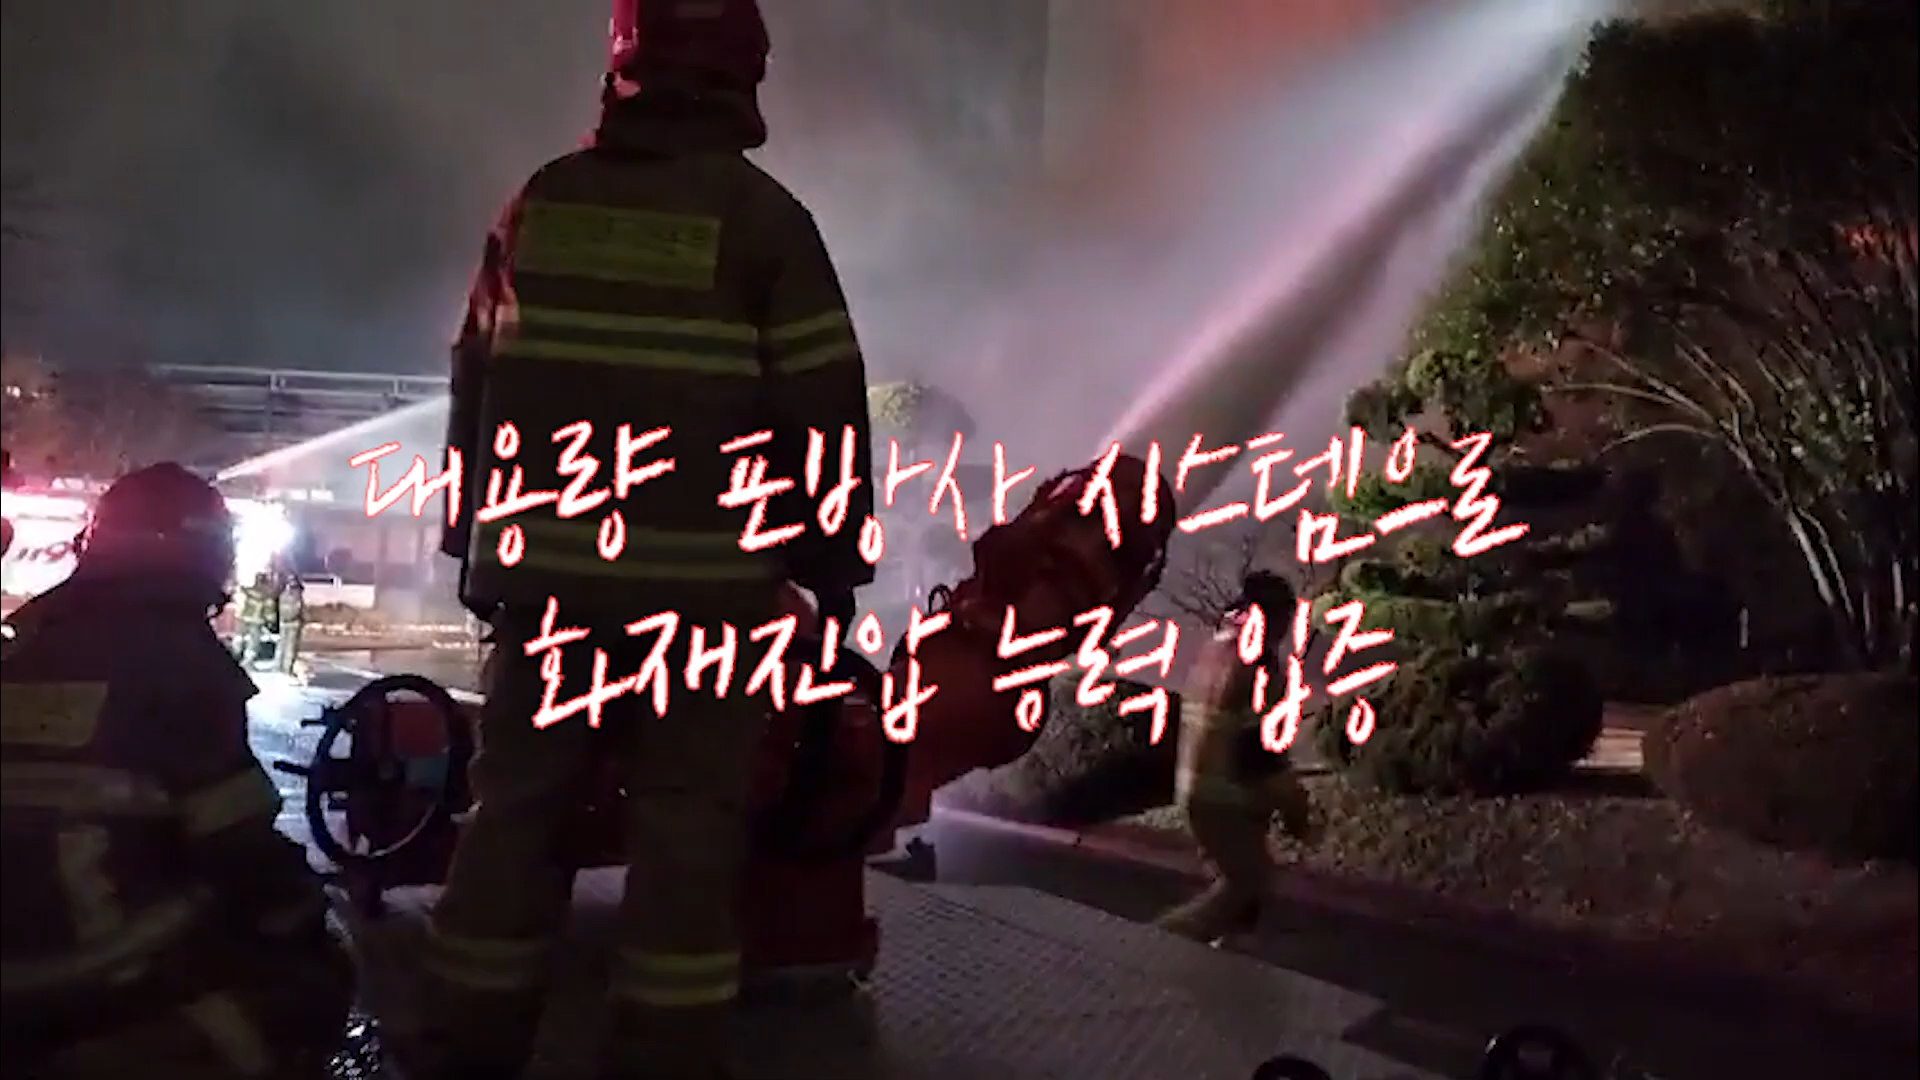 대용량 포방사 시스템으로
화재진압 능력 입증
119